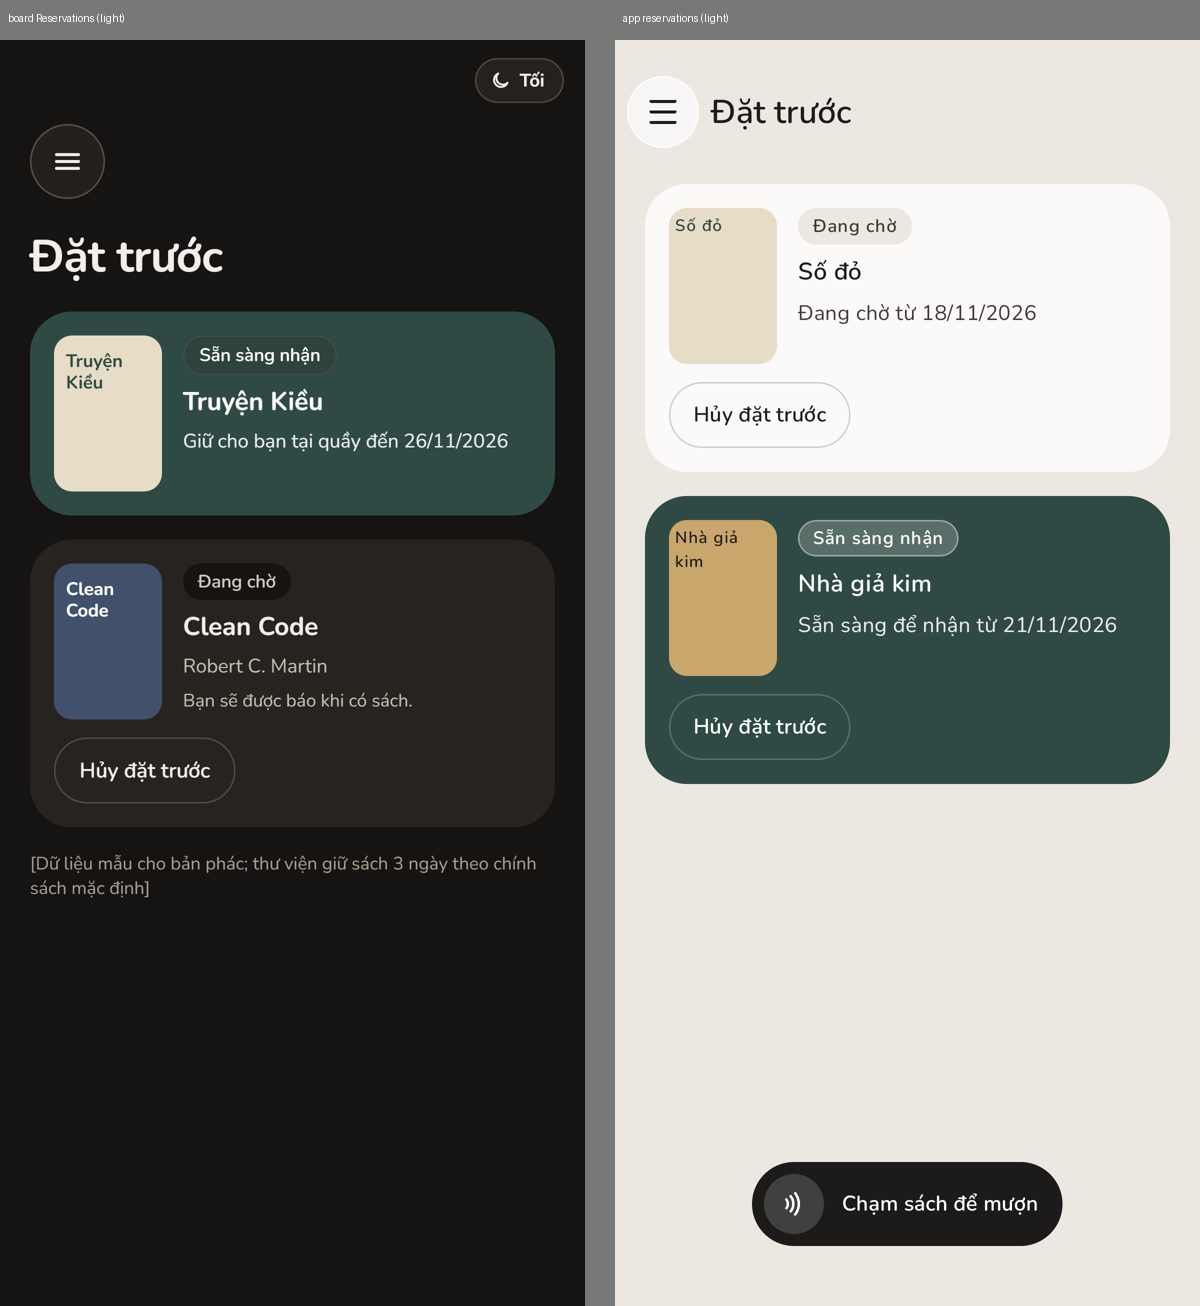 board Reservations (light)
Tối
Đặt trước
Truyện
Kiều
Sẵn sàng nhận
Truyện Kiều
Giữ cho bạn tại quầy đến 26/11/2026
Clean
Code
Đang chờ
Clean Code
Robert C. Martin
Bạn sẽ được báo khi có sách.
Hủy đặt trước
[Dữ liệu mẫu cho bản phác; thư viện giữ sách 3 ngày theo chính
sách mặc định]
app reservations (light)
Đặt trước
Số đỏ
Đang chờ
Số đỏ
Đang chờ từ 18/11/2026
Hủy đặt trước
Nhà giả
kim
Sẵn sàng nhận
Nhà giả kim
Sẵn sàng để nhận từ 21/11/2026
Hủy đặt trước
Chạm sách để mượn